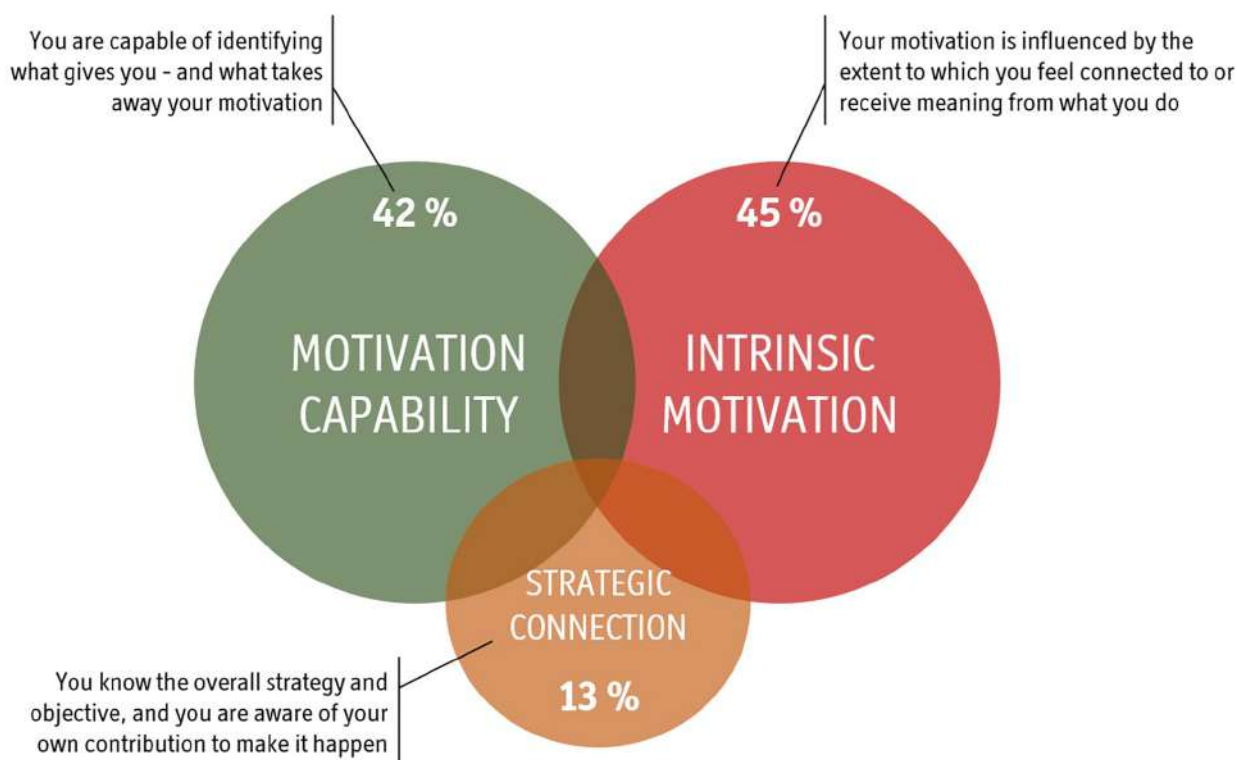 You are capable of identifying
what gives you - and what takes
away your motivation
Your motivation is influenced by the
extent to which you feel connected to or
receive meaning from what you do
42 %
45 %
MOTIVATION
CAPABILITY
INTRINSIC
MOTIVATION
STRATEGIC
CONNECTION
13 %
You know the overall strategy and
objective, and you are aware of your
own contribution to make it happen